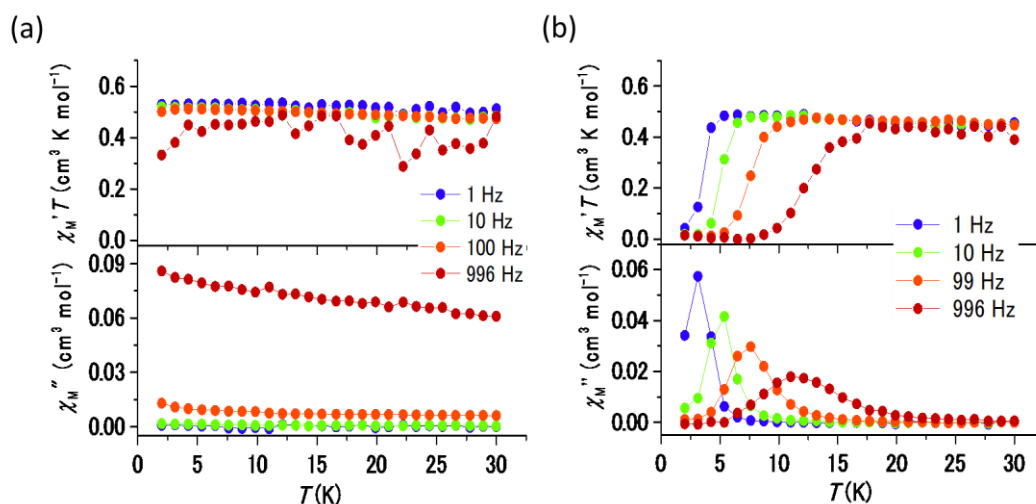 (a)
χM'T (cm³ K mol⁻¹)
0.6
0.4
0.2
0.0
1 Hz
10 Hz
100 Hz
996 Hz
χM″ (cm³ mol⁻¹)
0.09
0.06
0.03
0.00
0 5 10 15 20 25 30
T(K)
(b)
χM'T (cm³ K mol⁻¹)
0.6
0.4
0.2
0.0
1 Hz
10 Hz
99 Hz
996 Hz
χM" (cm³ mol⁻¹)
0.06
0.04
0.02
0.00
0 5 10 15 20 25 30
T(K)